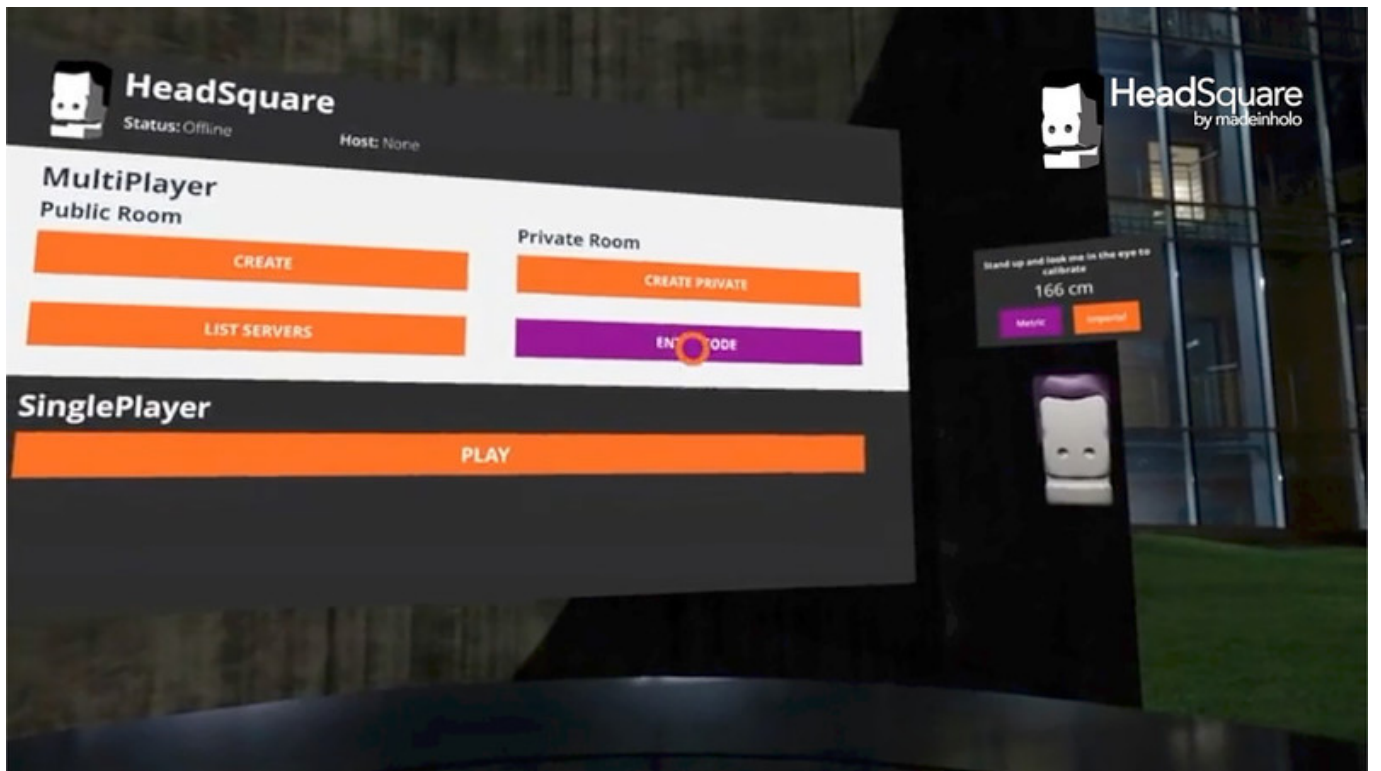 HeadSquare
Status: Offline
Host: None
MultiPlayer
Public Room
CREATE
LIST SERVERS
Private Room
CREATE PRIVATE
SinglePlayer
PLAY
HeadSquare
by madeinholo
Stand up and look me in the eye to
calibrate
166 cm
Metric
Imperial